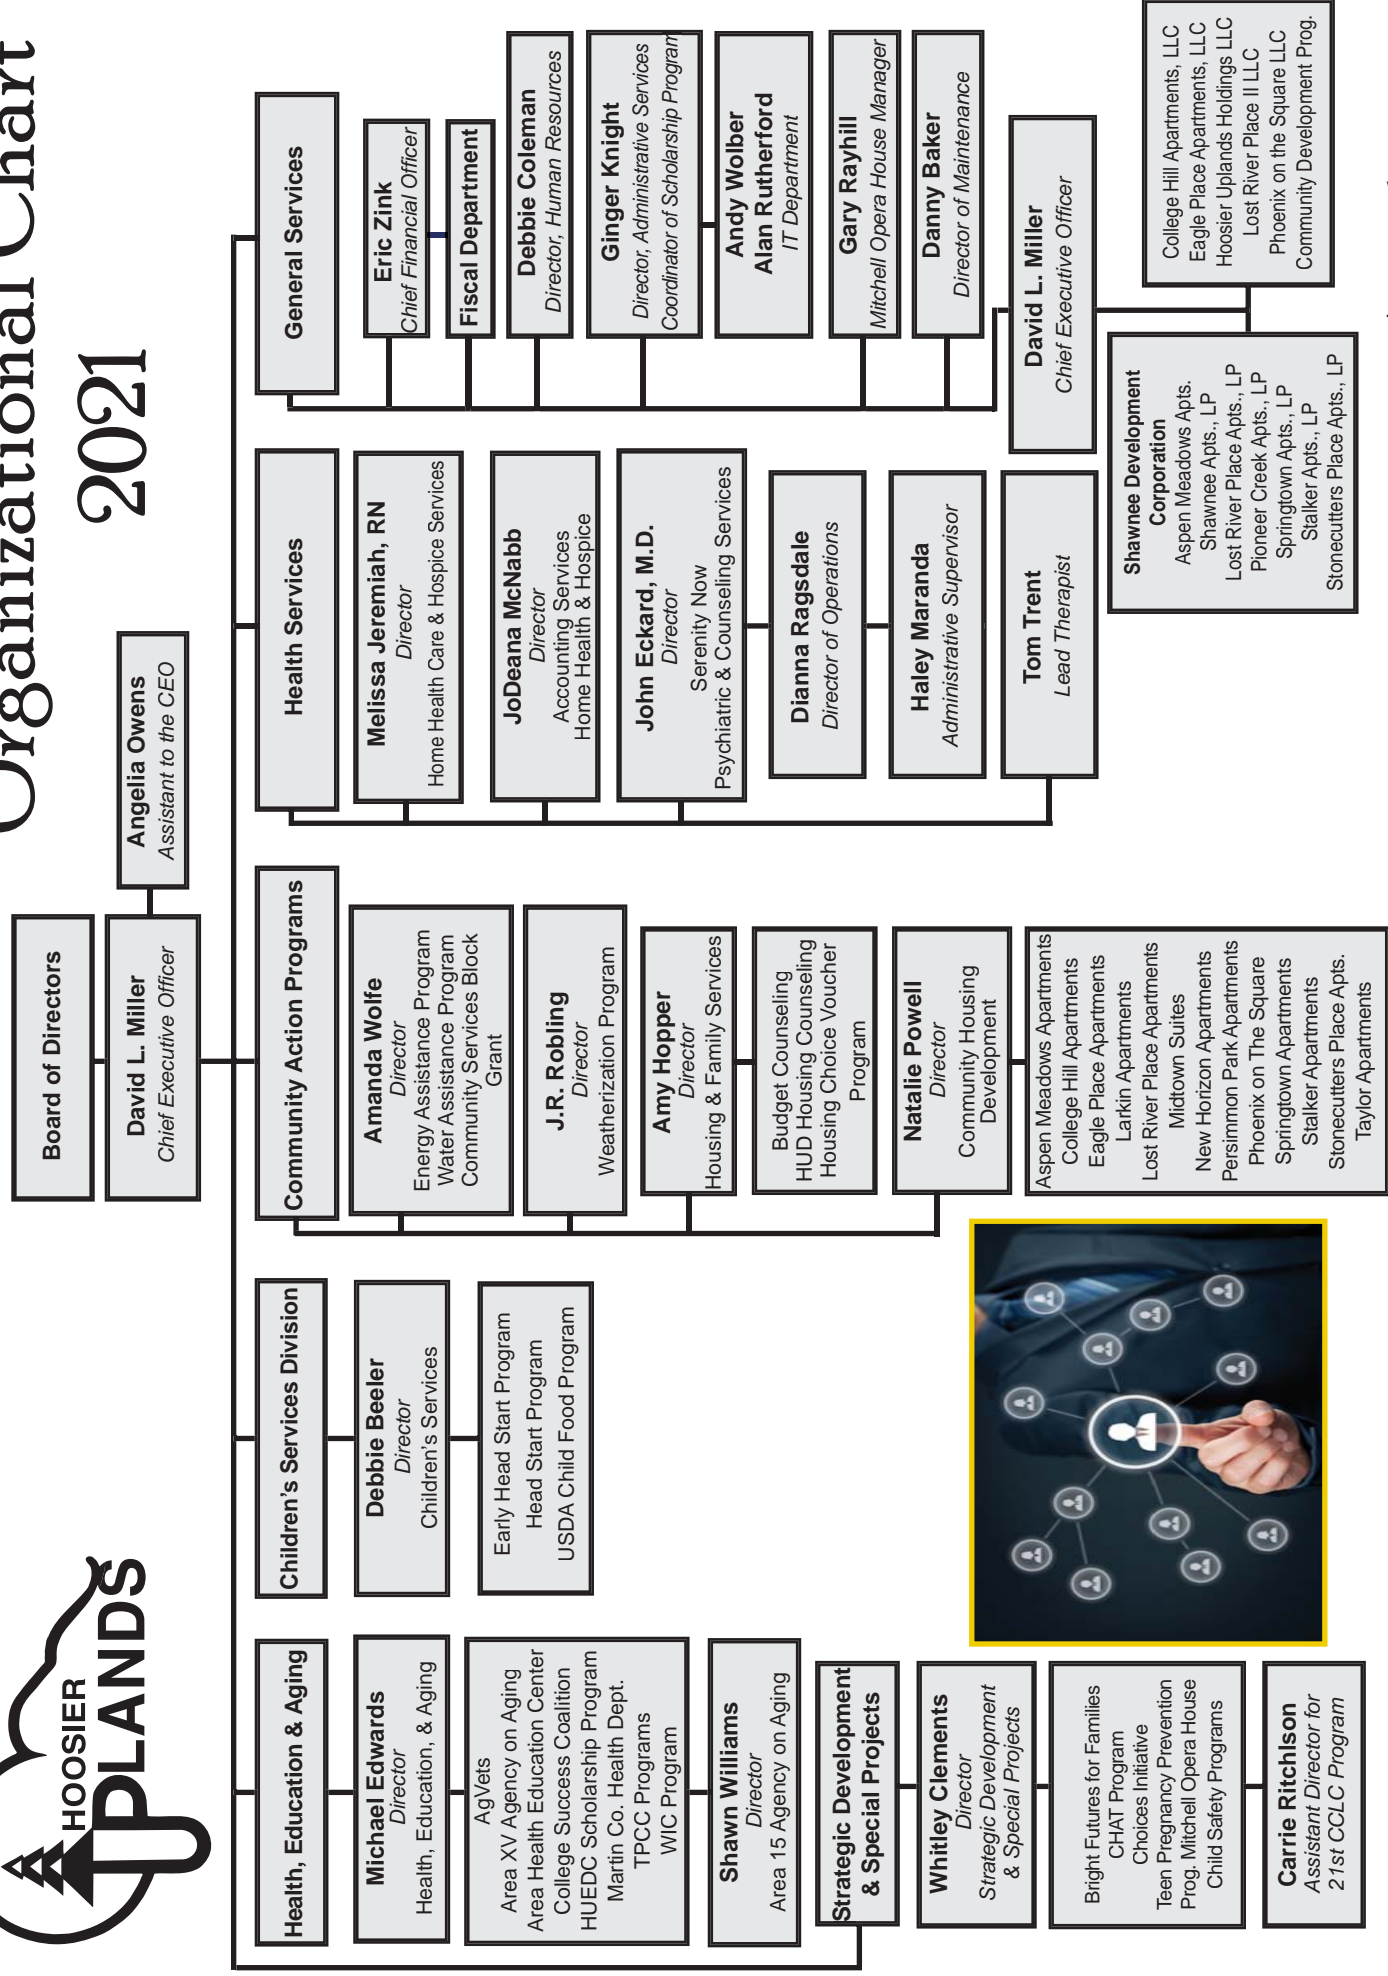 HOOSIER
UPLANDS
Organizational Chart
2021
Board of Directors
David L. Miller
Chief Executive Officer
Angelia Owens
Assistant to the CEO
Health, Education & Aging
Michael Edwards
Director
Health, Education, & Aging
AgVets
Area XV Agency on Aging
Area Health Education Center
College Success Coalition
HUEDC Scholarship Program
Martin Co. Health Dept.
TPCC Programs
WIC Program
Shawn Williams
Director
Area 15 Agency on Aging
Strategic Development
& Special Projects
Whitley Clements
Director
Strategic Development
& Special Projects
Bright Futures for Families
CHAT Program
Choices Initiative
Teen Pregnancy Prevention
Prog. Mitchell Opera House
Child Safety Programs
Carrie Ritchison
Assistant Director for
21st CCLC Program
Children's Services Division
Debbie Beeler
Director
Children's Services
Early Head Start Program
Head Start Program
USDA Child Food Program
Community Action Programs
Amanda Wolfe
Director
Energy Assistance Program
Water Assistance Program
Community Services Block
Grant
J.R. Robling
Director
Weatherization Program
Amy Hopper
Director
Housing & Family Services
Budget Counseling
HUD Housing Counseling
Housing Choice Voucher
Program
Natalie Powell
Director
Community Housing
Development
Aspen Meadows Apartments
College Hill Apartments
Eagle Place Apartments
Larkin Apartments
Lost River Place Apartments
Midtown Suites
New Horizon Apartments
Persimmon Park Apartments
Phoenix on The Square
Springtown Apartments
Stalker Apartments
Stonecutters Place Apts.
Taylor Apartments
Health Services
Melissa Jeremiah, RN
Director
Home Health Care & Hospice Services
JoDeana McNabb
Director
Accounting Services
Home Health & Hospice
John Eckard, M.D.
Director
Serenity Now
Psychiatric & Counseling Services
Dianna Ragsdale
Director of Operations
Haley Maranda
Administrative Supervisor
Tom Trent
Lead Therapist
General Services
Eric Zink
Chief Financial Officer
Fiscal Department
Debbie Coleman
Director, Human Resources
Ginger Knight
Director, Administrative Services
Coordinator of Scholarship Program
Andy Wolber
Alan Rutherford
IT Department
Gary Rayhill
Mitchell Opera House Manager
Danny Baker
Director of Maintenance
David L. Miller
Chief Executive Officer
Shawnee Development
Corporation
Aspen Meadows Apts.
Shawnee Apts., LP
Lost River Place Apts., LP
Pioneer Creek Apts., LP
Springtown Apts., LP
Stalker Apts., LP
Stonecutters Place Apts., LP
College Hill Apartments, LLC
Eagle Place Apartments, LLC
Hoosier Uplands Holdings LLC
Lost River Place II LLC
Phoenix on the Square LLC
Community Development Prog.